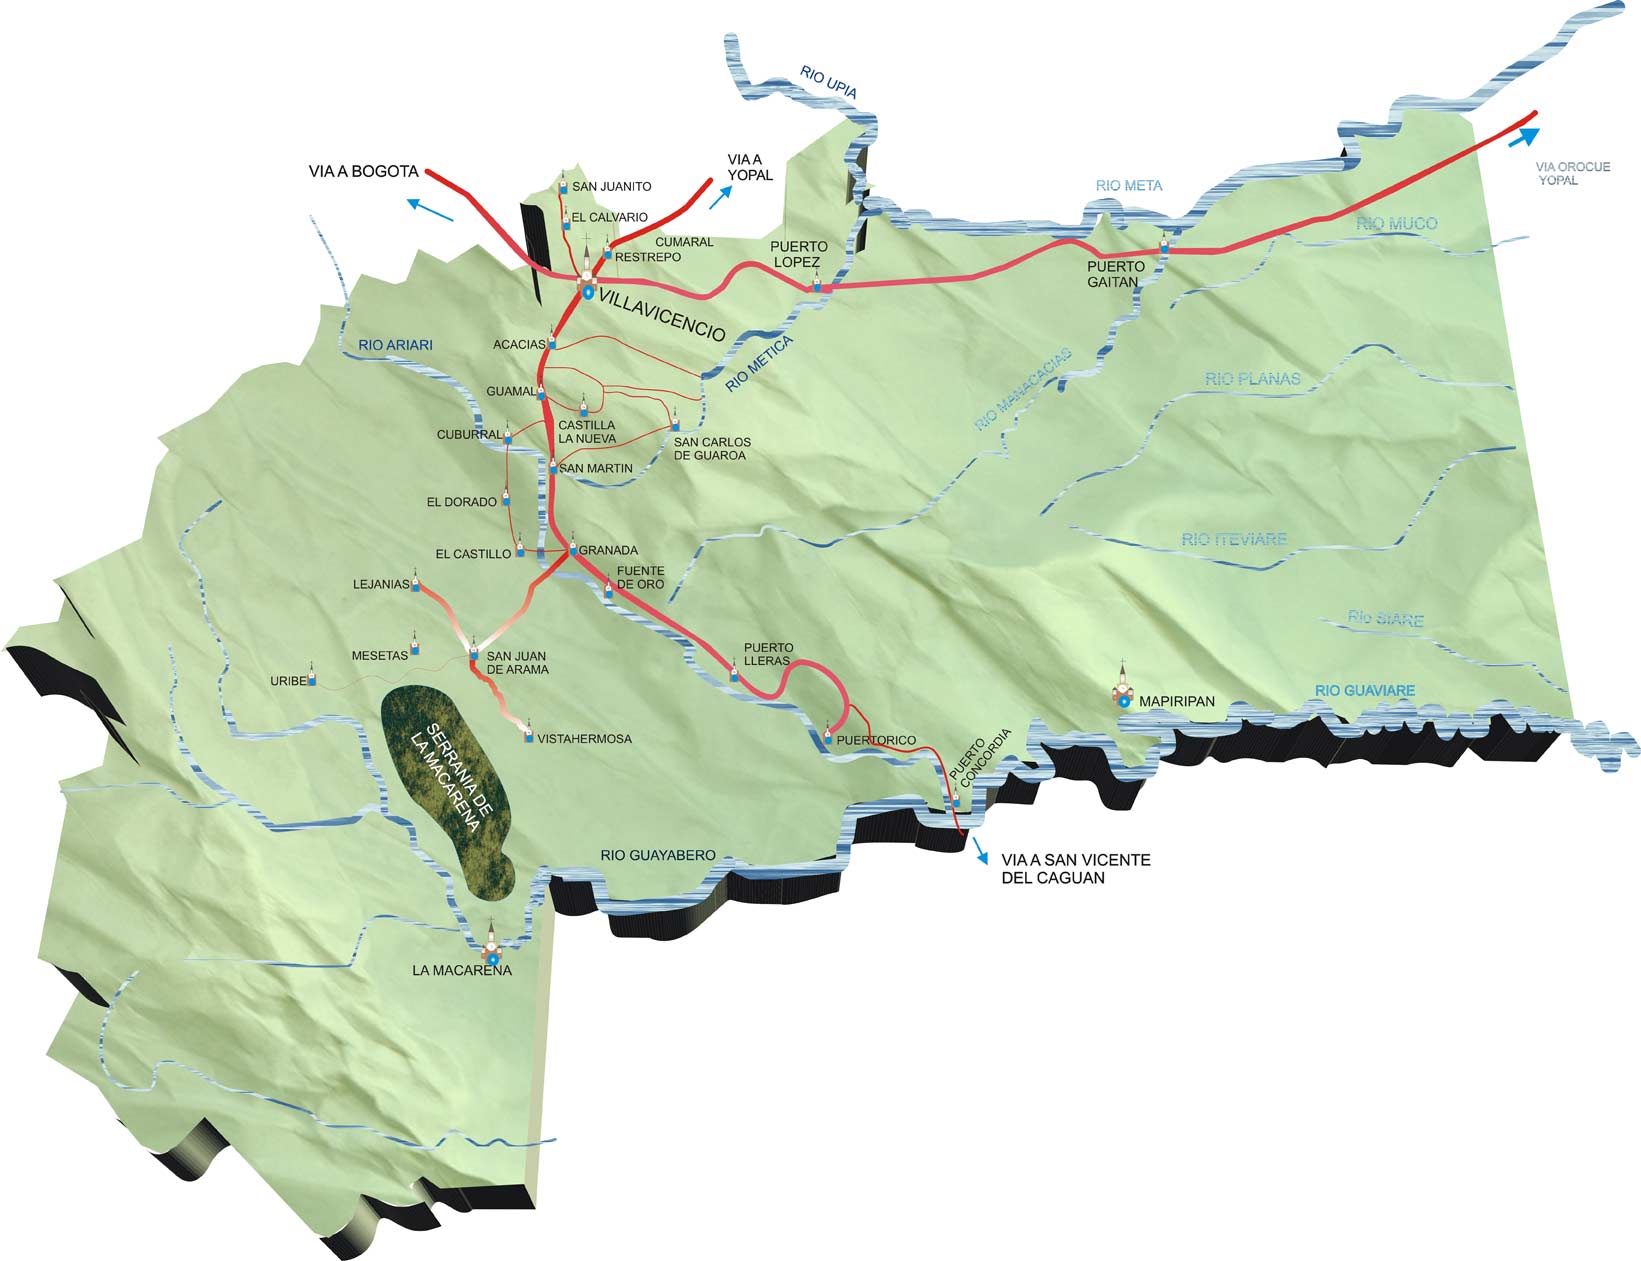 RIO UPIA
VIA A BOGOTA
VIA A
YOPAL
VIA OROCUE
YOPAL
SAN JUANITO
RIO META
EL CALVARIO
RIO MUCO
CUMARAL
RESTREPO
PUERTO
LOPEZ
PUERTO
GAITAN
VILLAVICENCIO
RIO ARIARI
ACACIAS
RIO METICA
RIO MANACACIAS
RIO PLANAS
GUAMAL
CASTILLA
LA NUEVA
CUBURRAL
SAN CARLOS
DE GUAROA
SAN MARTIN
EL DORADO
RIO ITEVIARE
EL CASTILLO
GRANADA
FUENTE
DE ORO
LEJANIAS
RIo SIARE
MESETAS
SAN JUAN
DE ARAMA
PUERTO
LLERAS
URIBE
RIO GUAVIARE
MAPIRIPAN
VISTAHERMOSA
PUERTORICO
PUERTO
CONCORDIA
SERRANIA DE
LAMACARENA
RIO GUAYABERO
VIA A SAN VICENTE
DEL CAGUAN
LA MACARENA